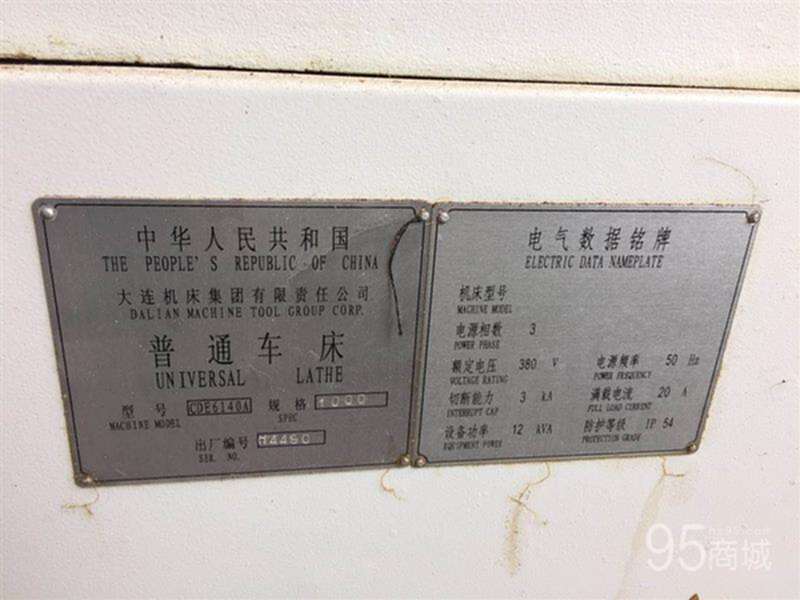 中华人民共和国
THE PEOPLE'S REPUBLIC OF CHINA
大连机床集团有限责任公司
DALIAN MACHINE TOOL GROUP CORP.
普通车床
UNIVERSAL LATHE
型号 CDE6140A 规格 1000
MACHINE MODEL SPEC
出厂编号 14450
SER. NO.
电气数据铭牌
ELECTRIC DATA NAMEPLATE
机床型号
MACHINE MODEL
电源相数 3
POWER PHASE
额定电压 380 V 电源频率 50 Hz
VOLTAGE RATING POWER FREQUENCY
切断能力 3 kA 满载电流 20 A
INTERRUPT CAP FULL LOAD CURRENT
设备功率 12 kVA 防护等级 IP 54
EQUIPMENT POWER PROTECTION GRADE
95商城